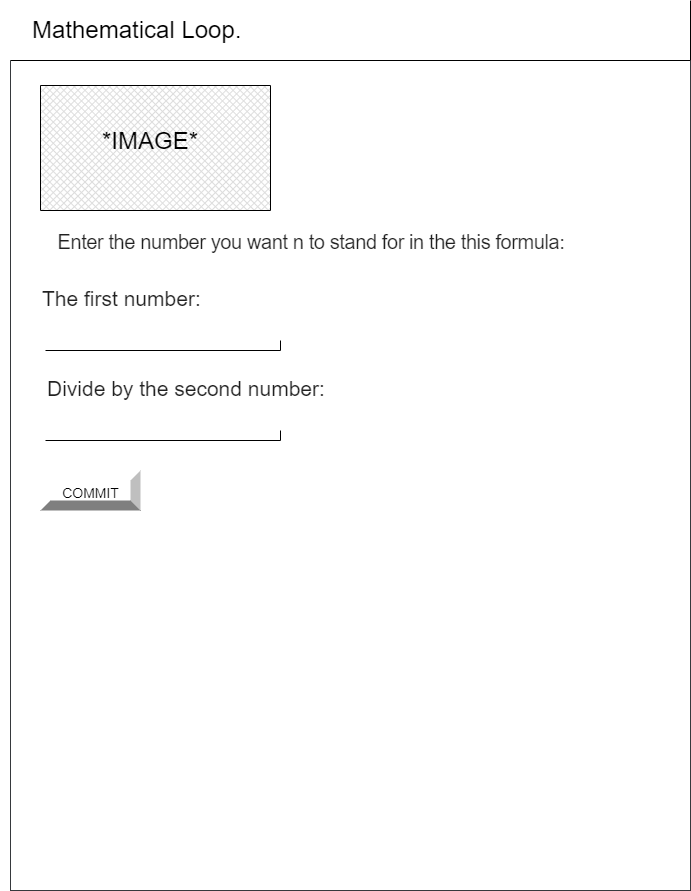 Mathematical Loop.
*IMAGE*
Enter the number you want n to stand for in the this formula:
The first number:
Divide by the second number:
COMMIT